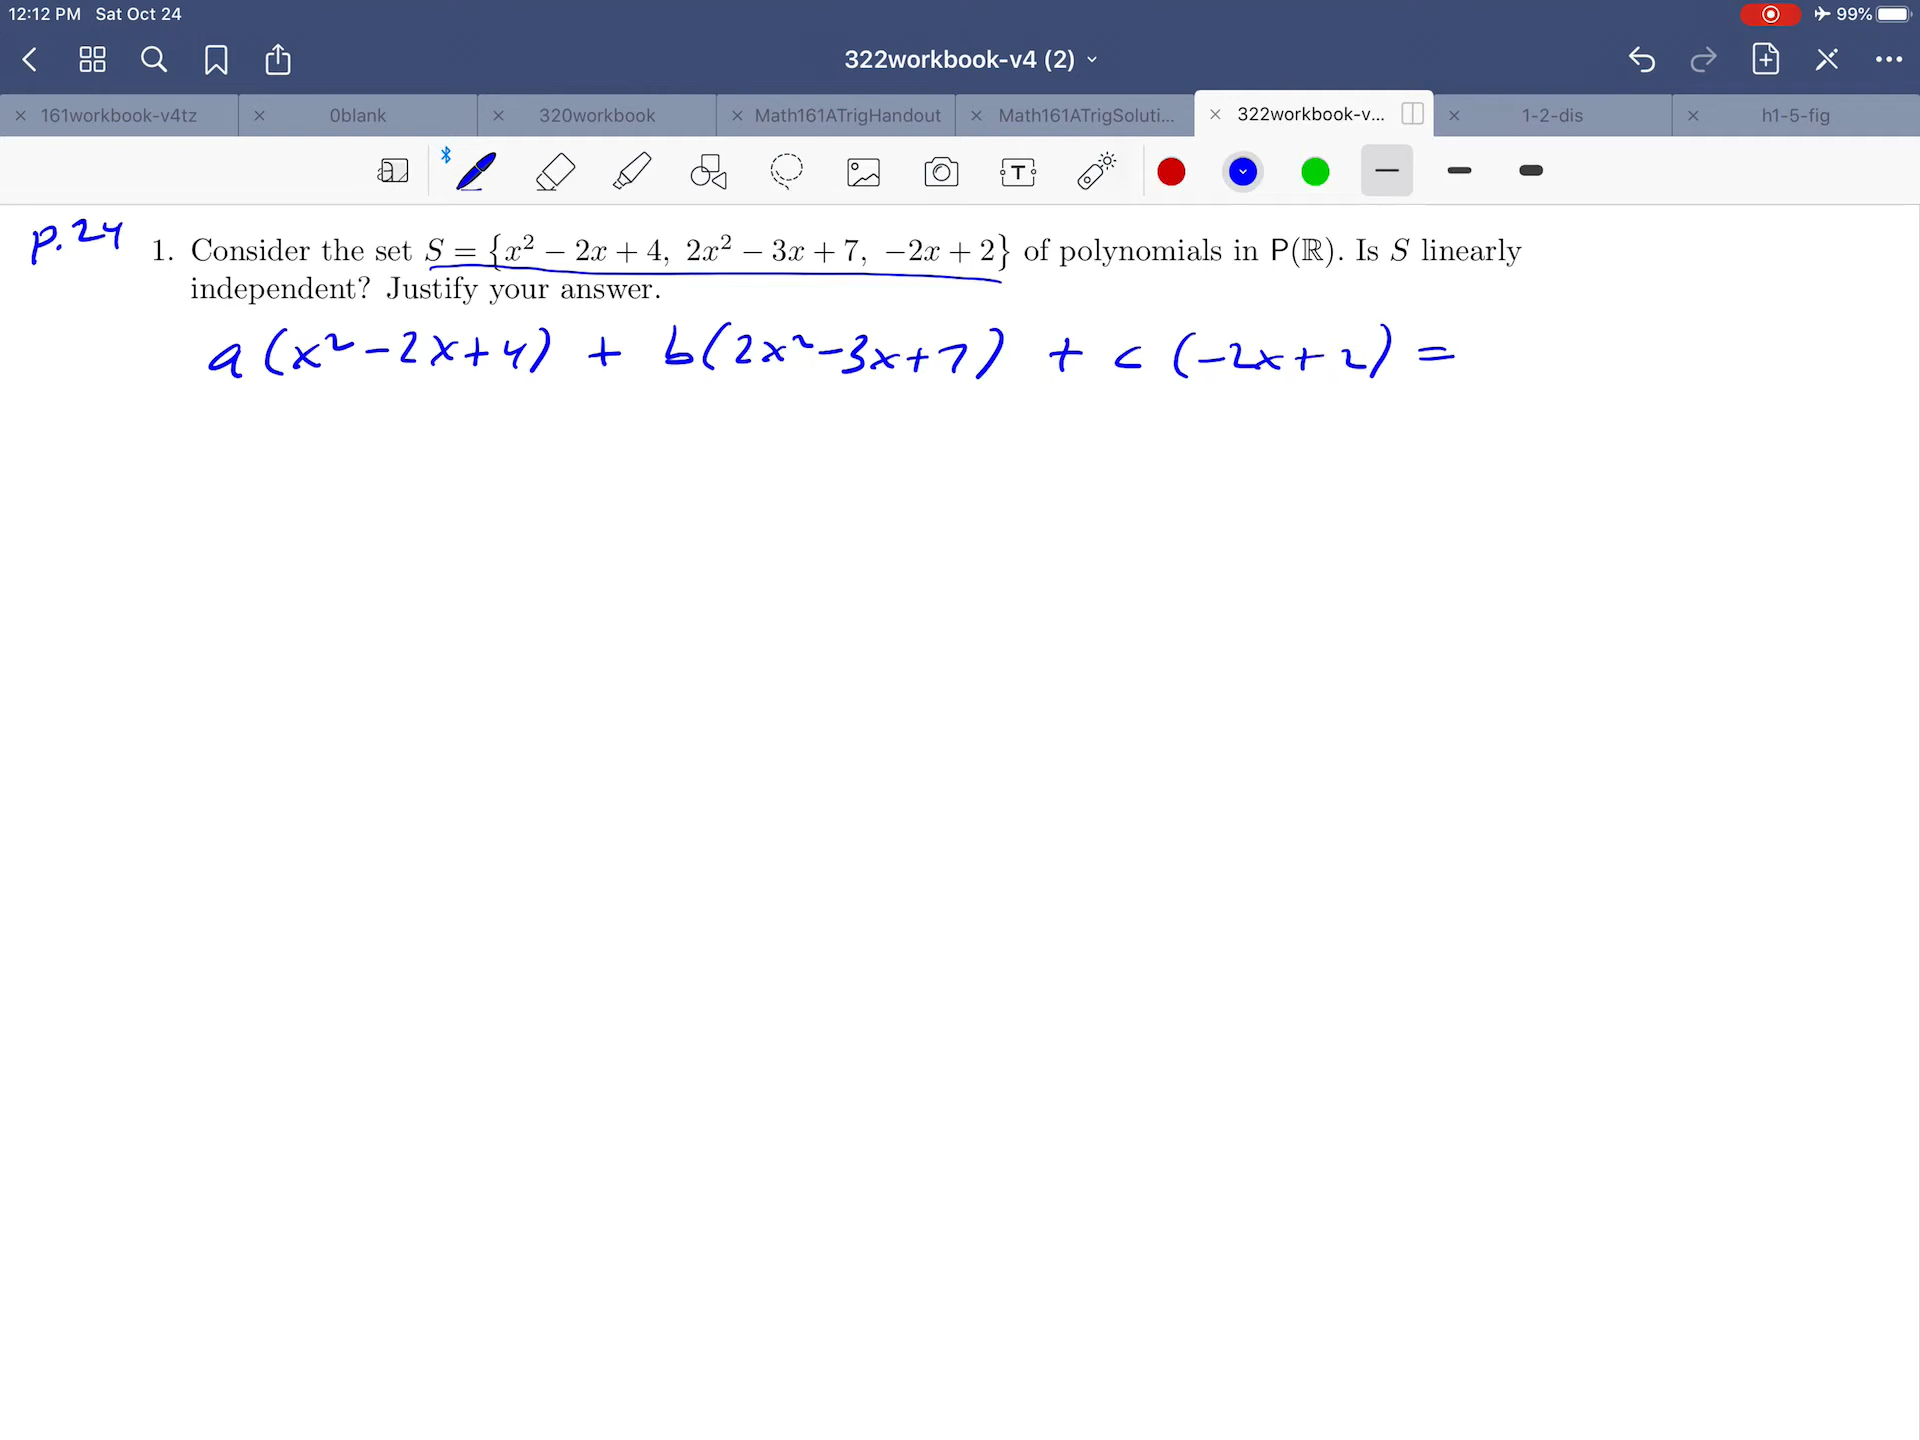 12:12 PM Sat Oct 24 99%
322workbook-v4 (2)
161workbook-v4tz 0blank 320workbook Math161ATrigHandout Math161ATrigSoluti... 322workbook-v... 1-2-dis h1-5-fig
a T
p.24
1. Consider the set S = {x² − 2x + 4, 2x² − 3x + 7, −2x + 2} of polynomials in P(ℝ). Is S linearly
independent? Justify your answer.
a (x² − 2x + 4) + b(2x² − 3x + 7) + c (−2x + 2) =